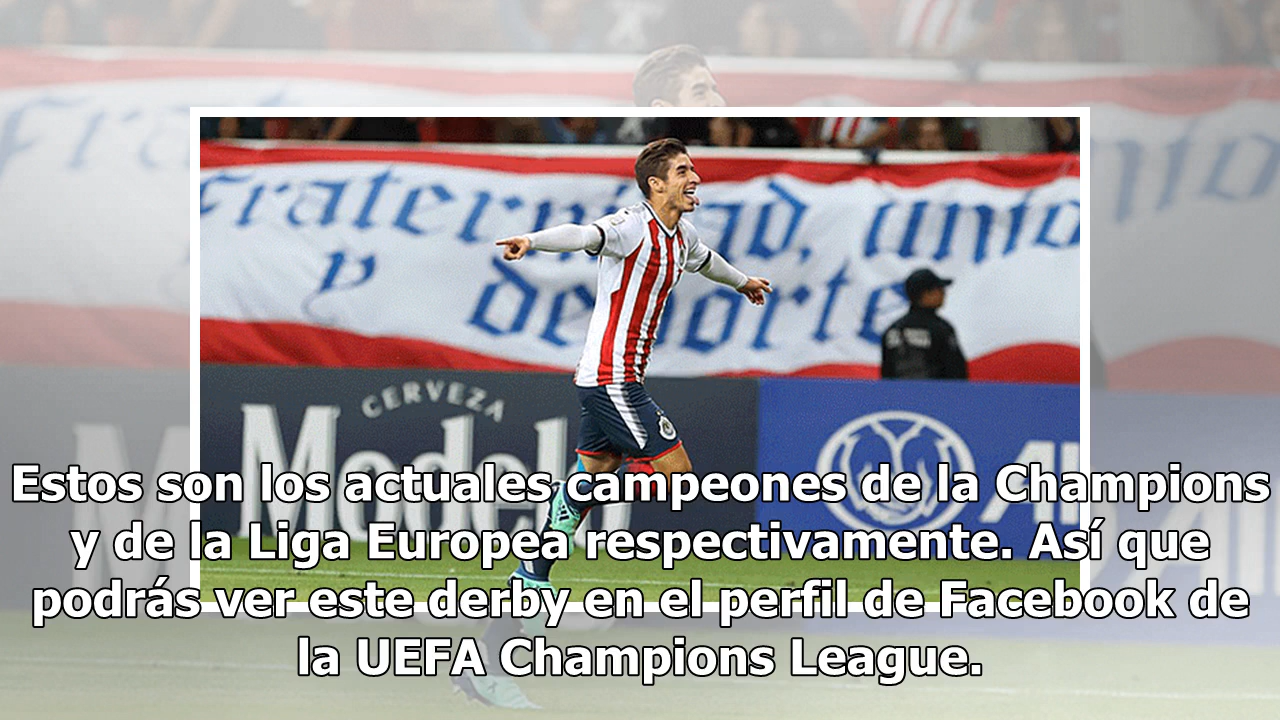 fraternidad, unión
y deporte
CERVEZA
Modelo
Estos son los actuales campeones de la Champions
y de la Liga Europea respectivamente. Así que
podrás ver este derby en el perfil de Facebook de
la UEFA Champions League.